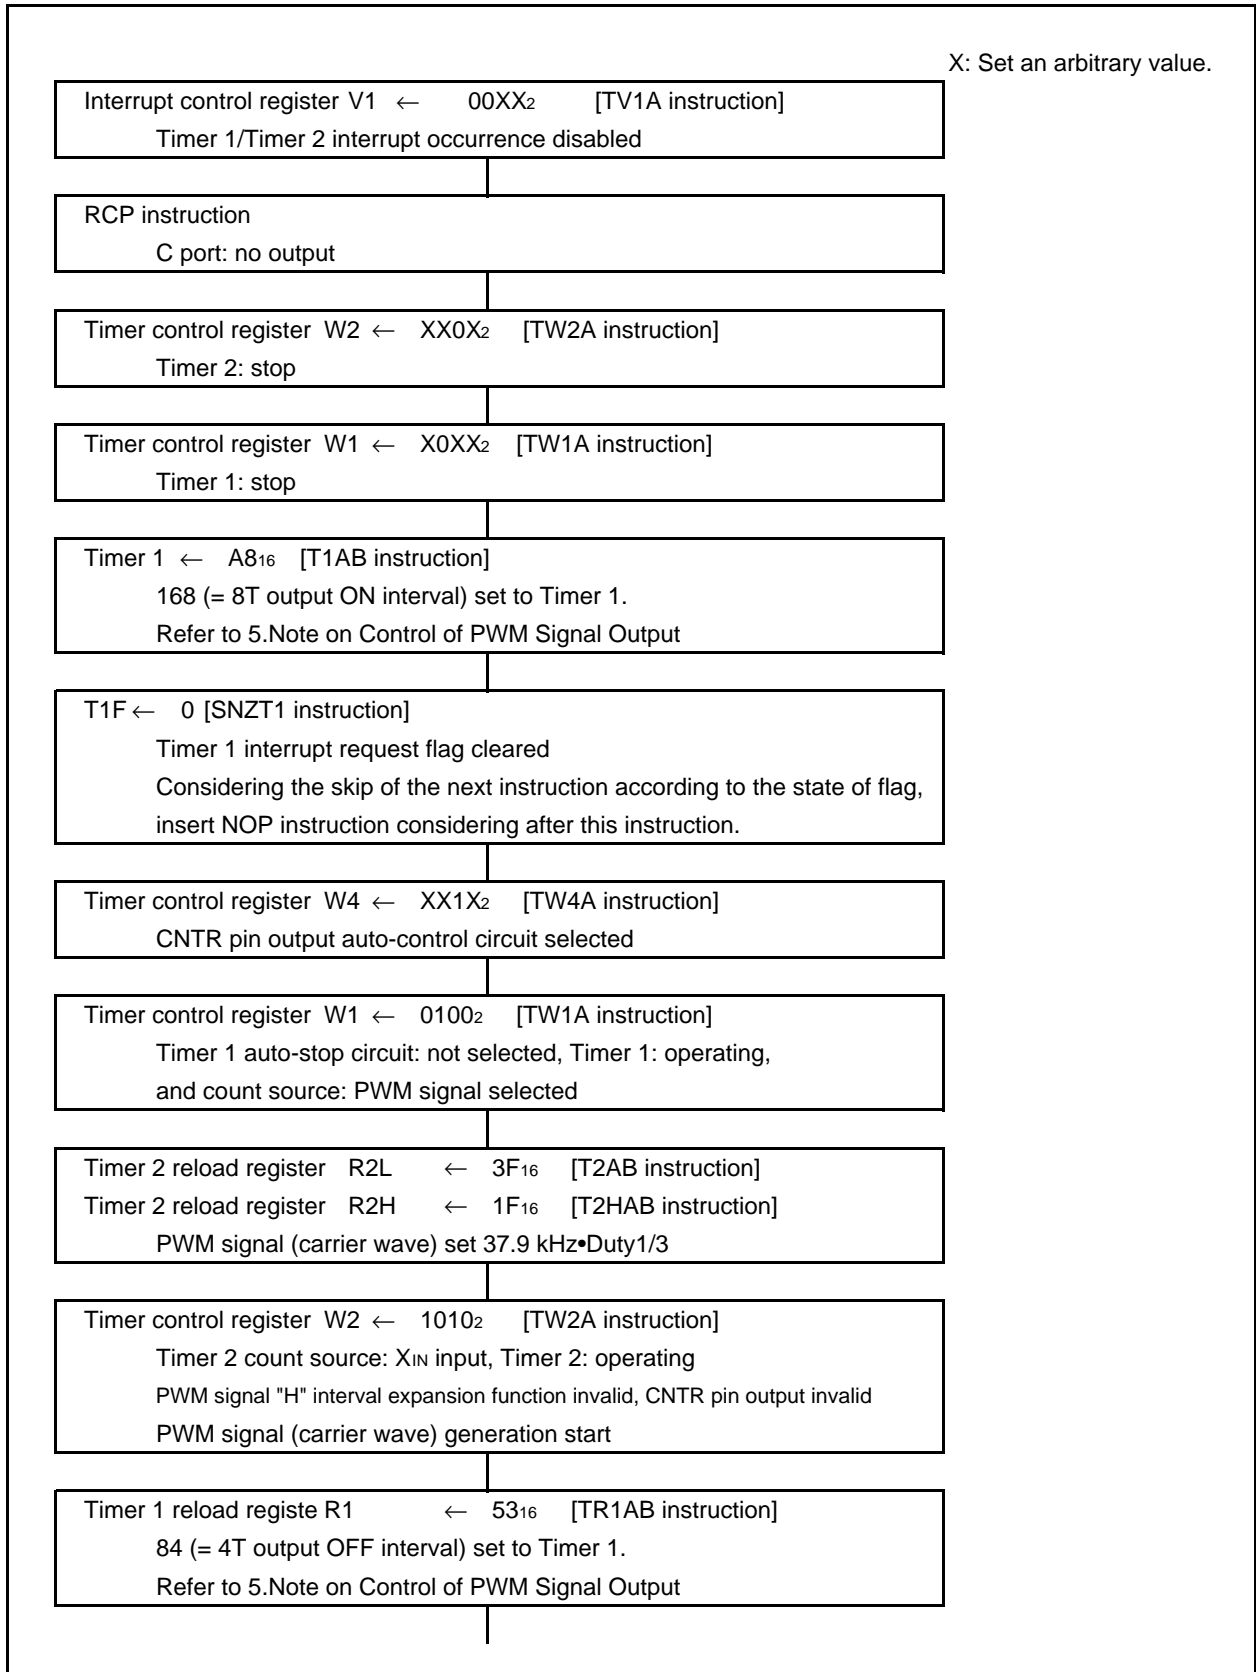 X: Set an arbitrary value.
Interrupt control register V1 ← 00XX2 [TV1A instruction]
Timer 1/Timer 2 interrupt occurrence disabled
RCP instruction
C port: no output
Timer control register W2 ← XX0X2 [TW2A instruction]
Timer 2: stop
Timer control register W1 ← X0XX2 [TW1A instruction]
Timer 1: stop
Timer 1 ← A816 [T1AB instruction]
168 (= 8T output ON interval) set to Timer 1.
Refer to 5.Note on Control of PWM Signal Output
T1F ← 0 [SNZT1 instruction]
Timer 1 interrupt request flag cleared
Considering the skip of the next instruction according to the state of flag,
insert NOP instruction considering after this instruction.
Timer control register W4 ← XX1X2 [TW4A instruction]
CNTR pin output auto-control circuit selected
Timer control register W1 ← 01002 [TW1A instruction]
Timer 1 auto-stop circuit: not selected, Timer 1: operating,
and count source: PWM signal selected
Timer 2 reload register R2L ← 3F16 [T2AB instruction]
Timer 2 reload register R2H ← 1F16 [T2HAB instruction]
PWM signal (carrier wave) set 37.9 kHz•Duty1/3
Timer control register W2 ← 10102 [TW2A instruction]
Timer 2 count source: XIN input, Timer 2: operating
PWM signal "H" interval expansion function invalid, CNTR pin output invalid
PWM signal (carrier wave) generation start
Timer 1 reload registe R1 ← 5316 [TR1AB instruction]
84 (= 4T output OFF interval) set to Timer 1.
Refer to 5.Note on Control of PWM Signal Output